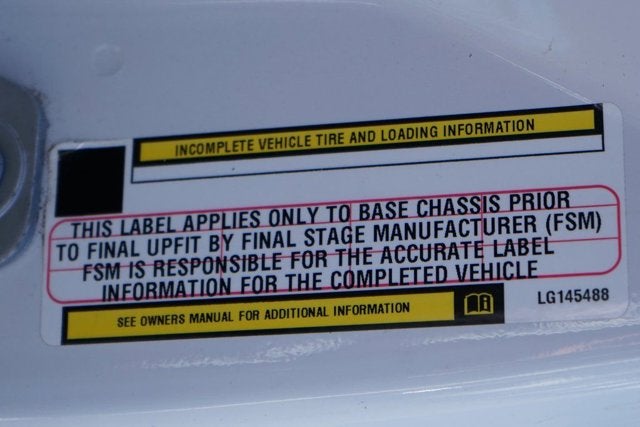 INCOMPLETE VEHICLE TIRE AND LOADING INFORMATION
THIS LABEL APPLIES ONLY TO BASE CHASSIS PRIOR
TO FINAL UPFIT BY FINAL STAGE MANUFACTURER (FSM)
FSM IS RESPONSIBLE FOR THE ACCURATE LABEL
INFORMATION FOR THE COMPLETED VEHICLE
SEE OWNERS MANUAL FOR ADDITIONAL INFORMATION
LG145488